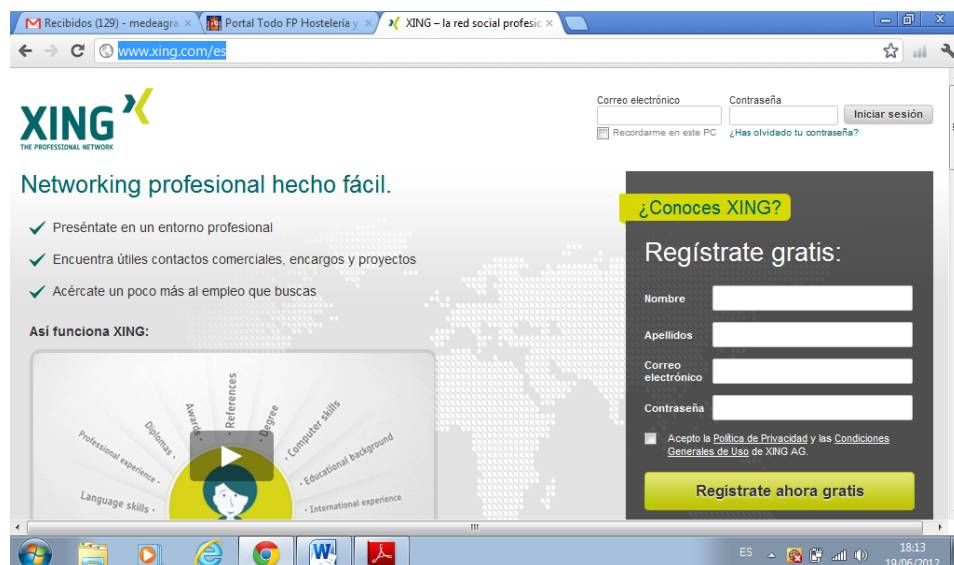 Recibidos (129) - medeagra
Portal Todo FP Hostelería y
XING – la red social profesic
www.xing.com/es
XING
THE PROFESSIONAL NETWORK
Correo electrónico
Contraseña
Iniciar sesión
Recordarme en este PC
¿Has olvidado tu contraseña?
Networking profesional hecho fácil.
Preséntate en un entorno profesional
Encuentra útiles contactos comerciales, encargos y proyectos
Acércate un poco más al empleo que buscas
Así funciona XING:
Language skills
Professional experience
Diplomas
Awards
References
Degree
Computer skills
Educational background
International experience
¿Conoces XING?
Regístrate gratis:
Nombre
Apellidos
Correo
electrónico
Contraseña
Acepto la Política de Privacidad y las Condiciones
Generales de Uso de XING AG.
Regístrate ahora gratis
W
ES
18:13
19/06/2012